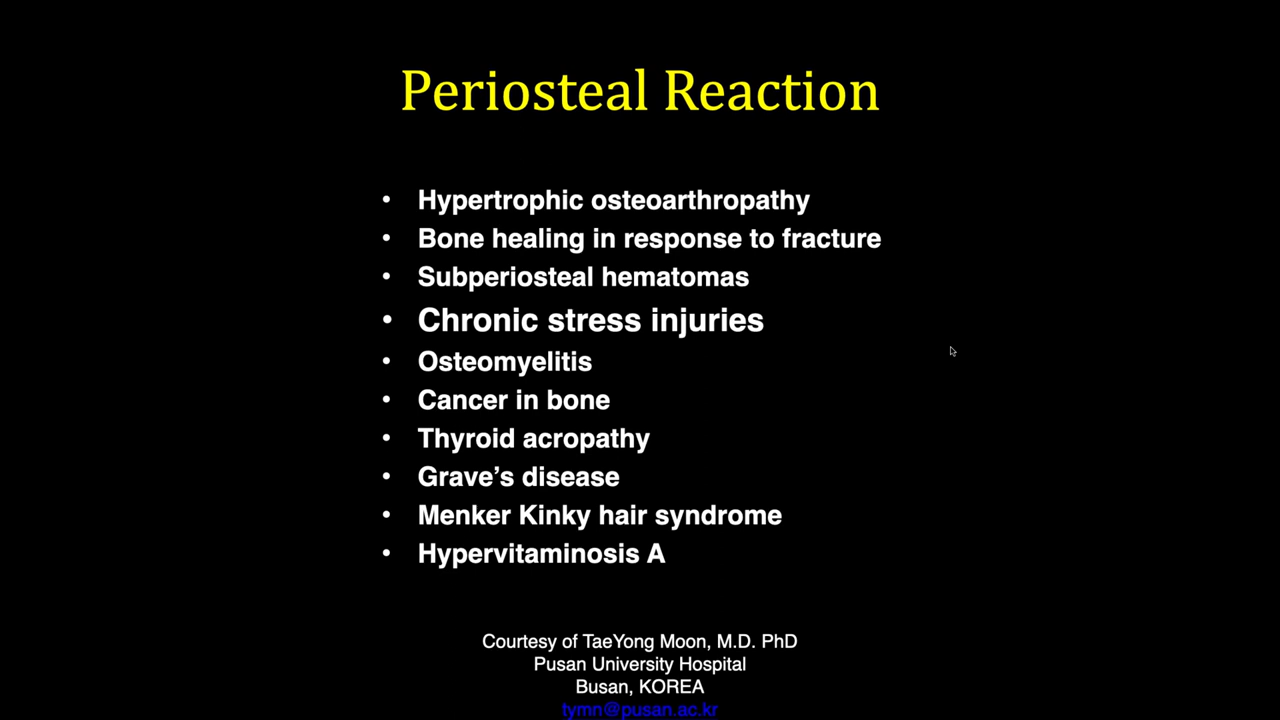 Periosteal Reaction
• Hypertrophic osteoarthropathy
• Bone healing in response to fracture
• Subperiosteal hematomas
• Chronic stress injuries
• Osteomyelitis
• Cancer in bone
• Thyroid acropathy
• Grave’s disease
• Menker Kinky hair syndrome
• Hypervitaminosis A
Courtesy of TaeYong Moon, M.D. PhD
Pusan University Hospital
Busan, KOREA
tymn@pusan.ac.kr